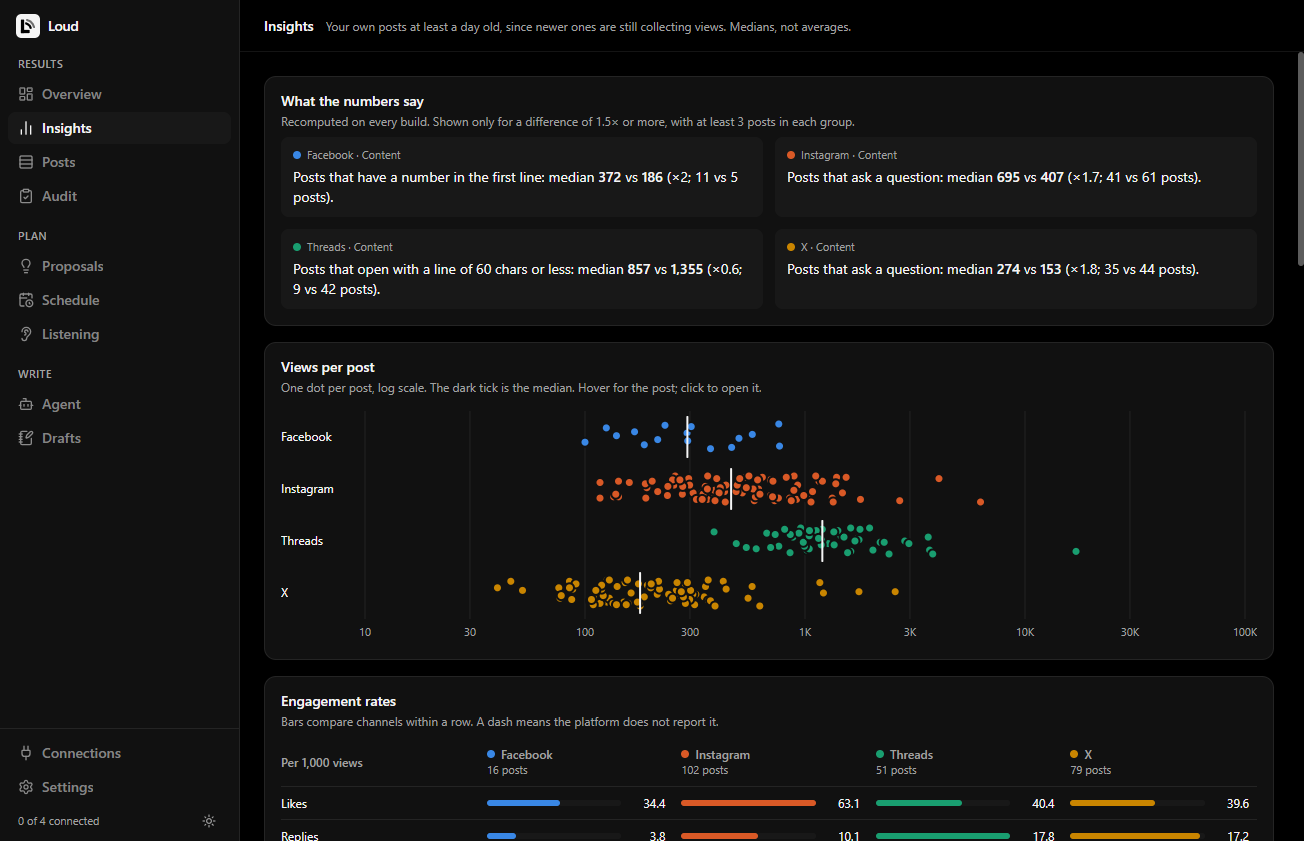 Loud
RESULTS
Overview
Insights
Posts
Audit
PLAN
Proposals
Schedule
Listening
WRITE
Agent
Drafts
Connections
Settings
0 of 4 connected
Insights Your own posts at least a day old, since newer ones are still collecting views. Medians, not averages.
What the numbers say
Recomputed on every build. Shown only for a difference of 1.5× or more, with at least 3 posts in each group.
Facebook · Content
Posts that have a number in the first line: median 372 vs 186 (×2; 11 vs 5
posts).
Instagram · Content
Posts that ask a question: median 695 vs 407 (×1.7; 41 vs 61 posts).
Threads · Content
Posts that open with a line of 60 chars or less: median 857 vs 1,355 (×0.6;
9 vs 42 posts).
X · Content
Posts that ask a question: median 274 vs 153 (×1.8; 35 vs 44 posts).
Views per post
One dot per post, log scale. The dark tick is the median. Hover for the post; click to open it.
Facebook
Instagram
Threads
X
10 30 100 300 1K 3K 10K 30K 100K
Engagement rates
Bars compare channels within a row. A dash means the platform does not report it.
Per 1,000 views
Facebook
16 posts
Instagram
102 posts
Threads
51 posts
X
79 posts
Likes 34.4 63.1 40.4 39.6
Replies 3.8 10.1 17.8 17.2